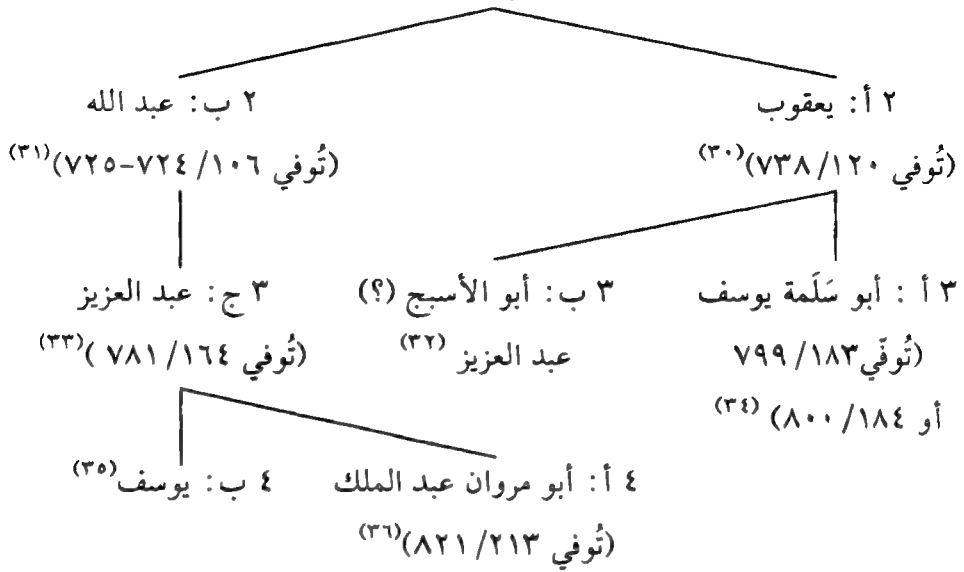 ٢ أ: يعقوب ٢ ب: عبد الله
(تُوفي ١٢٠/ ٧٣٨)(٣٠) (تُوفي ١٠٦/ ٧٢٤-٧٢٥)(٣١)
٣ أ : أبو سَلَمة يوسف ٣ ب: أبو الأسبج (؟) ٣ ج: عبد العزيز
(تُوفّي١٨٣/ ٧٩٩ عبد العزيز (٣٢) (تُوفي ١٦٤/ ٧٨١ )(٣٣)
أو ١٨٤/ ٨٠٠) (٣٤)
٤ أ: أبو مروان عبد الملك ٤ ب: يوسف(٣٥)
(تُوفي ٢١٣/ ٨٢١)(٣٦)